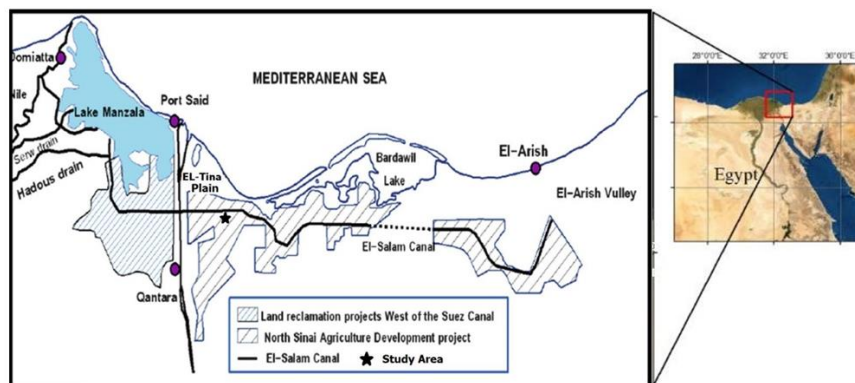 MEDITERRANEAN SEA
Domiatta
Nile
Lake Manzala
Port Said
Serw drain
Hadous drain
EL-Tina
Plain
Bardawil
Lake
El-Arish
El-Arish Vulley
El-Salam Canal
Qantara
Land reclamation projects West of the Suez Canal
North Sinai Agriculture Development project
El-Salam Canal
Study Area
28°0'0"E
32°0'0"E
36°0'0"E
Egypt